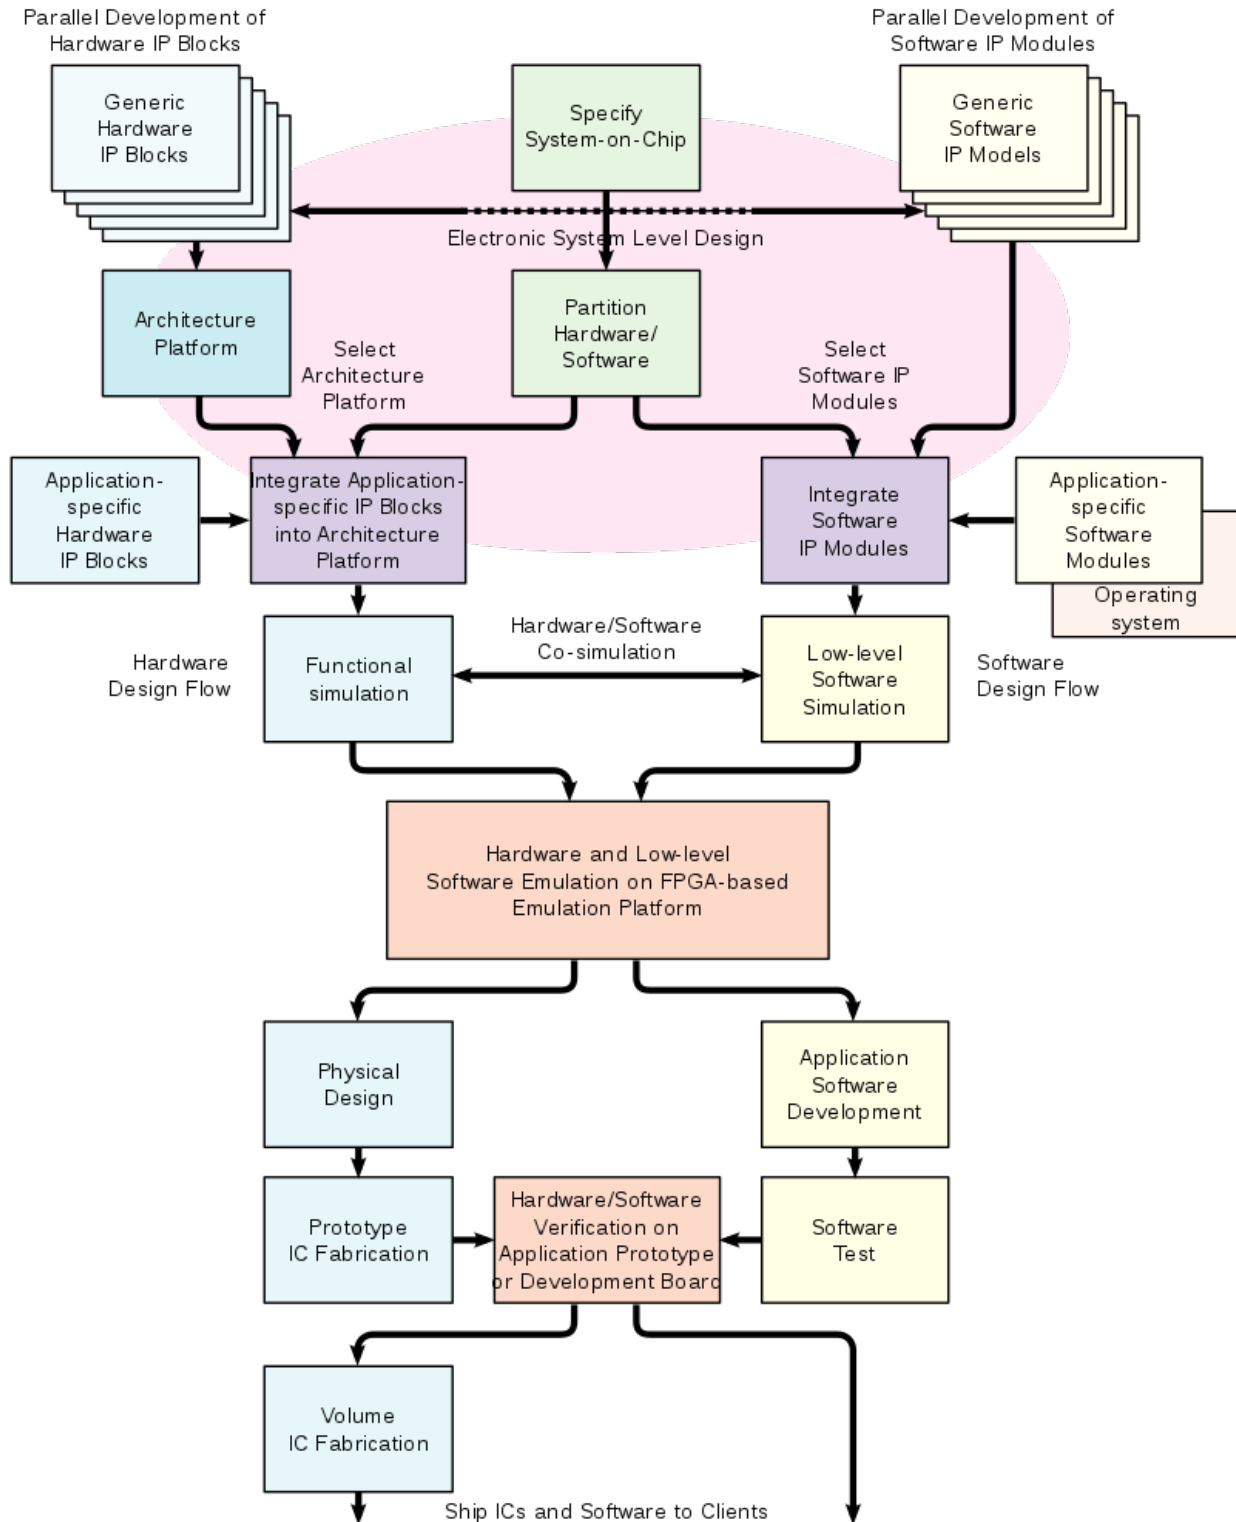 Parallel Development of
Hardware IP Blocks
Parallel Development of
Software IP Modules
Generic
Hardware
IP Blocks
Specify
System-on-Chip
Generic
Software
IP Models
Electronic System Level Design
Architecture
Platform
Select
Architecture
Platform
Partition
Hardware/
Software
Select
Software IP
Modules
Application-
specific
Hardware
IP Blocks
Integrate Application-
specific IP Blocks
into Architecture
Platform
Integrate
Software
IP Modules
Application-
specific
Software
Modules
Operating
system
Hardware
Design Flow
Functional
simulation
Hardware/Software
Co-simulation
Low-level
Software
Simulation
Software
Design Flow
Hardware and Low-level
Software Emulation on FPGA-based
Emulation Platform
Physical
Design
Application
Software
Development
Prototype
IC Fabrication
Hardware/Software
Verification on
Application Prototype
or Development Board
Software
Test
Volume
IC Fabrication
Ship ICs and Software to Clients